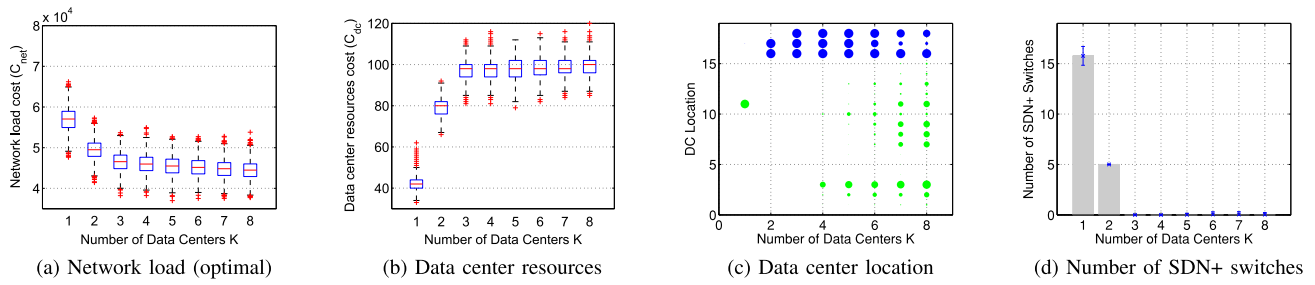 x 10⁴
8
7
6
5
4
Network load cost (C_net)
1 2 3 4 5 6 7 8
Number of Data Centers K
(a) Network load (optimal)
120
100
80
60
40
Data center resources cost (C_dc)
1 2 3 4 5 6 7 8
Number of Data Centers K
(b) Data center resources
15
10
5
0
DC Location
0 2 4 6 8
Number of Data Centers K
(c) Data center location
15
10
5
0
Number of SDN+ Switches
1 2 3 4 5 6 7 8
Number of Data Centers K
(d) Number of SDN+ switches